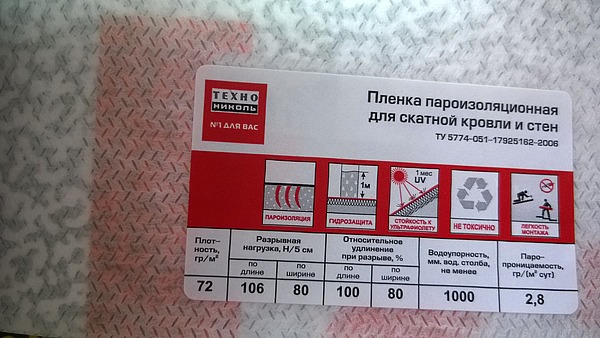 ТЕХНО
НИКОЛЬ
№1 ДЛЯ ВАС
Пленка пароизоляционная
для скатной кровли и стен
ТУ 5774-051-17925162-2006
1м
1 мес
UV
ПАРОИЗОЛЯЦИЯ
ГИДРОЗАЩИТА
СТОЙКОСТЬ К
УЛЬТРАФИОЛЕТУ
НЕ ТОКСИЧНО
ЛЕГКОСТЬ
МОНТАЖА
Плот-
ность,
гр/м²
Разрывная
нагрузка, Н/5 см
по
длине
по
ширине
Относительное
удлинение
при разрыве, %
по
длине
по
ширине
Водоупорность,
мм. вод. столба,
не менее
Паро-
проницаемость,
гр/(м² сут)
72 106 80 100 80 1000 2,8